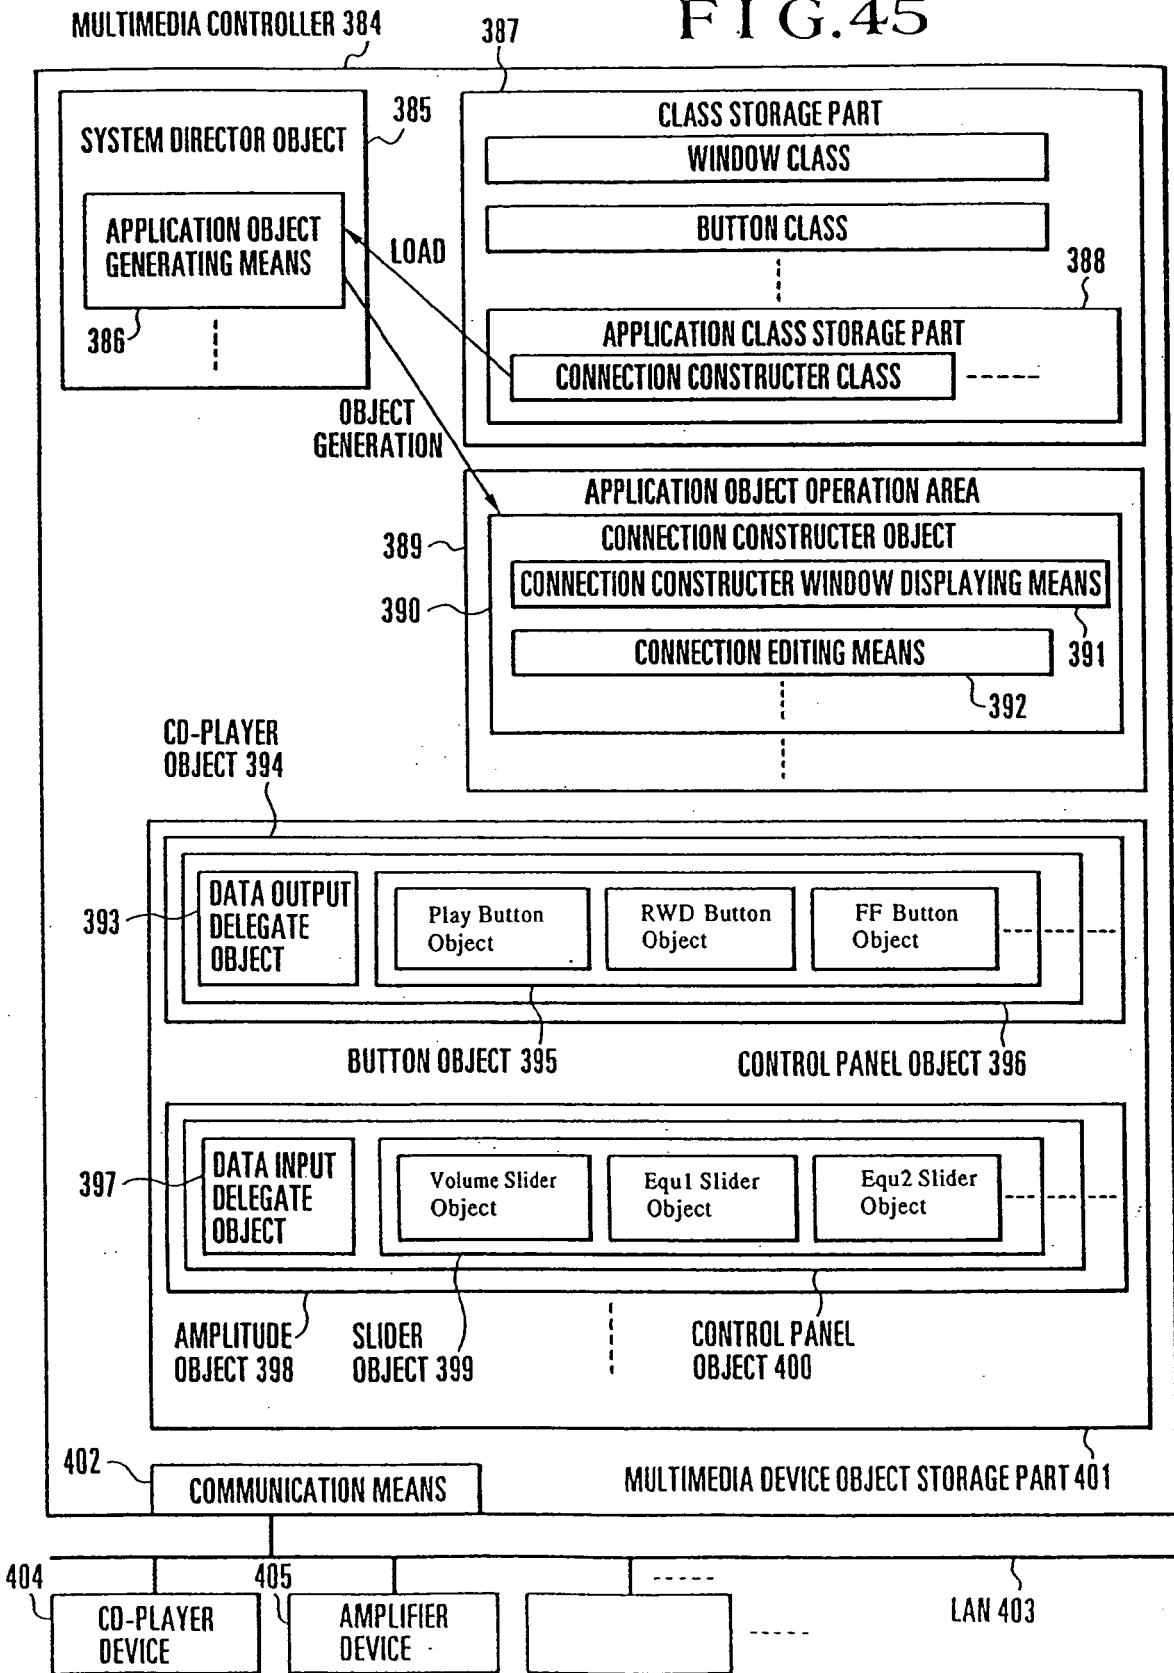 FIG.45
MULTIMEDIA CONTROLLER 384
387
385
SYSTEM DIRECTOR OBJECT
APPLICATION OBJECT
GENERATING MEANS
386
LOAD
OBJECT
GENERATION
CLASS STORAGE PART
WINDOW CLASS
BUTTON CLASS
388
APPLICATION CLASS STORAGE PART
CONNECTION CONSTRUCTER CLASS
APPLICATION OBJECT OPERATION AREA
389
CONNECTION CONSTRUCTER OBJECT
390
CONNECTION CONSTRUCTER WINDOW DISPLAYING MEANS
391
CONNECTION EDITING MEANS
392
CD-PLAYER
OBJECT 394
393
DATA OUTPUT
DELEGATE
OBJECT
Play Button
Object
RWD Button
Object
FF Button
Object
BUTTON OBJECT 395
CONTROL PANEL OBJECT 396
397
DATA INPUT
DELEGATE
OBJECT
Volume Slider
Object
Equ1 Slider
Object
Equ2 Slider
Object
AMPLITUDE
OBJECT 398
SLIDER
OBJECT 399
CONTROL PANEL
OBJECT 400
402
COMMUNICATION MEANS
MULTIMEDIA DEVICE OBJECT STORAGE PART 401
404
CD-PLAYER
DEVICE
405
AMPLIFIER
DEVICE
LAN 403